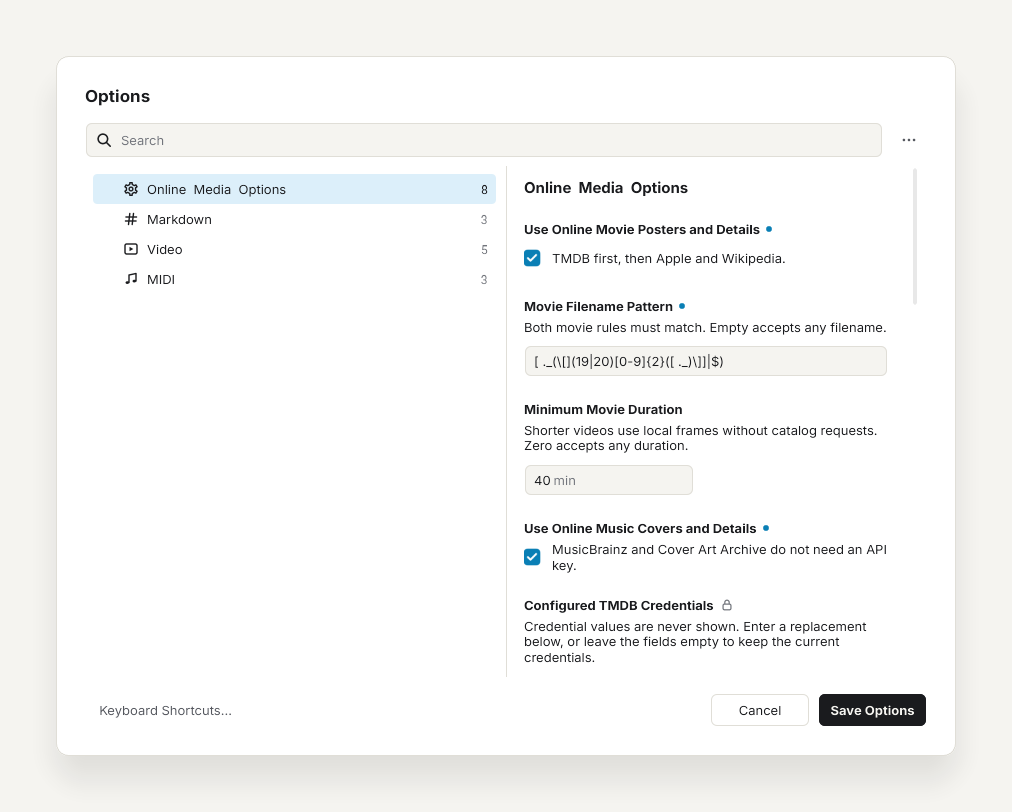 Options
Search
...
Online Media Options 8
Markdown 3
Video 5
MIDI 3
Online Media Options
Use Online Movie Posters and Details
TMDB first, then Apple and Wikipedia.
Movie Filename Pattern
Both movie rules must match. Empty accepts any filename.
[ ._(\[](19|20)[0-9]{2}([ ._)\]]|$)
Minimum Movie Duration
Shorter videos use local frames without catalog requests.
Zero accepts any duration.
40 min
Use Online Music Covers and Details
MusicBrainz and Cover Art Archive do not need an API
key.
Configured TMDB Credentials
Credential values are never shown. Enter a replacement
below, or leave the fields empty to keep the current
credentials.
Keyboard Shortcuts...
Cancel
Save Options